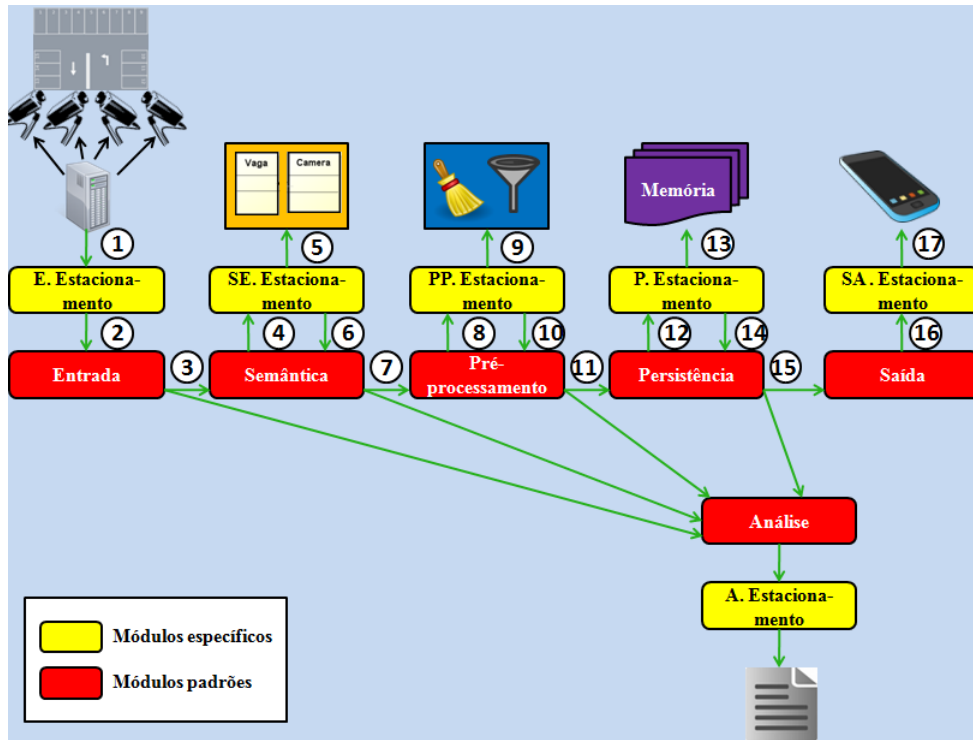 Vaga
Camera
Memória
1
5
9
13
17
E. Estaciona-
mento
SE. Estaciona-
mento
PP. Estaciona-
mento
P. Estaciona-
mento
SA . Estaciona-
mento
2
4
6
8
10
12
14
16
Entrada
3
Semântica
7
Pré-
processamento
11
Persistência
15
Saída
Análise
A. Estaciona-
mento
Módulos específicos
Módulos padrões